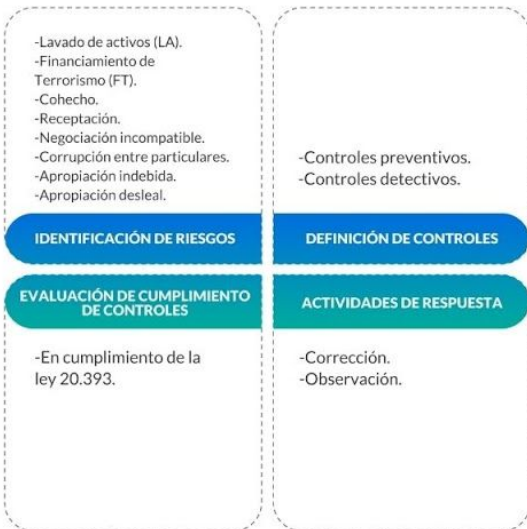 -Lavado de activos (LA).
-Financiamiento de
Terrorismo (FT).
-Cohecho.
-Receptación.
-Negociación incompatible.
-Corrupción entre particulares.
-Apropiación indebida.
-Apropiación desleal.
IDENTIFICACIÓN DE RIESGOS
-Controles preventivos.
-Controles detectivos.
DEFINICIÓN DE CONTROLES
EVALUACIÓN DE CUMPLIMIENTO
DE CONTROLES
-En cumplimiento de la
ley 20.393.
ACTIVIDADES DE RESPUESTA
-Corrección.
-Observación.